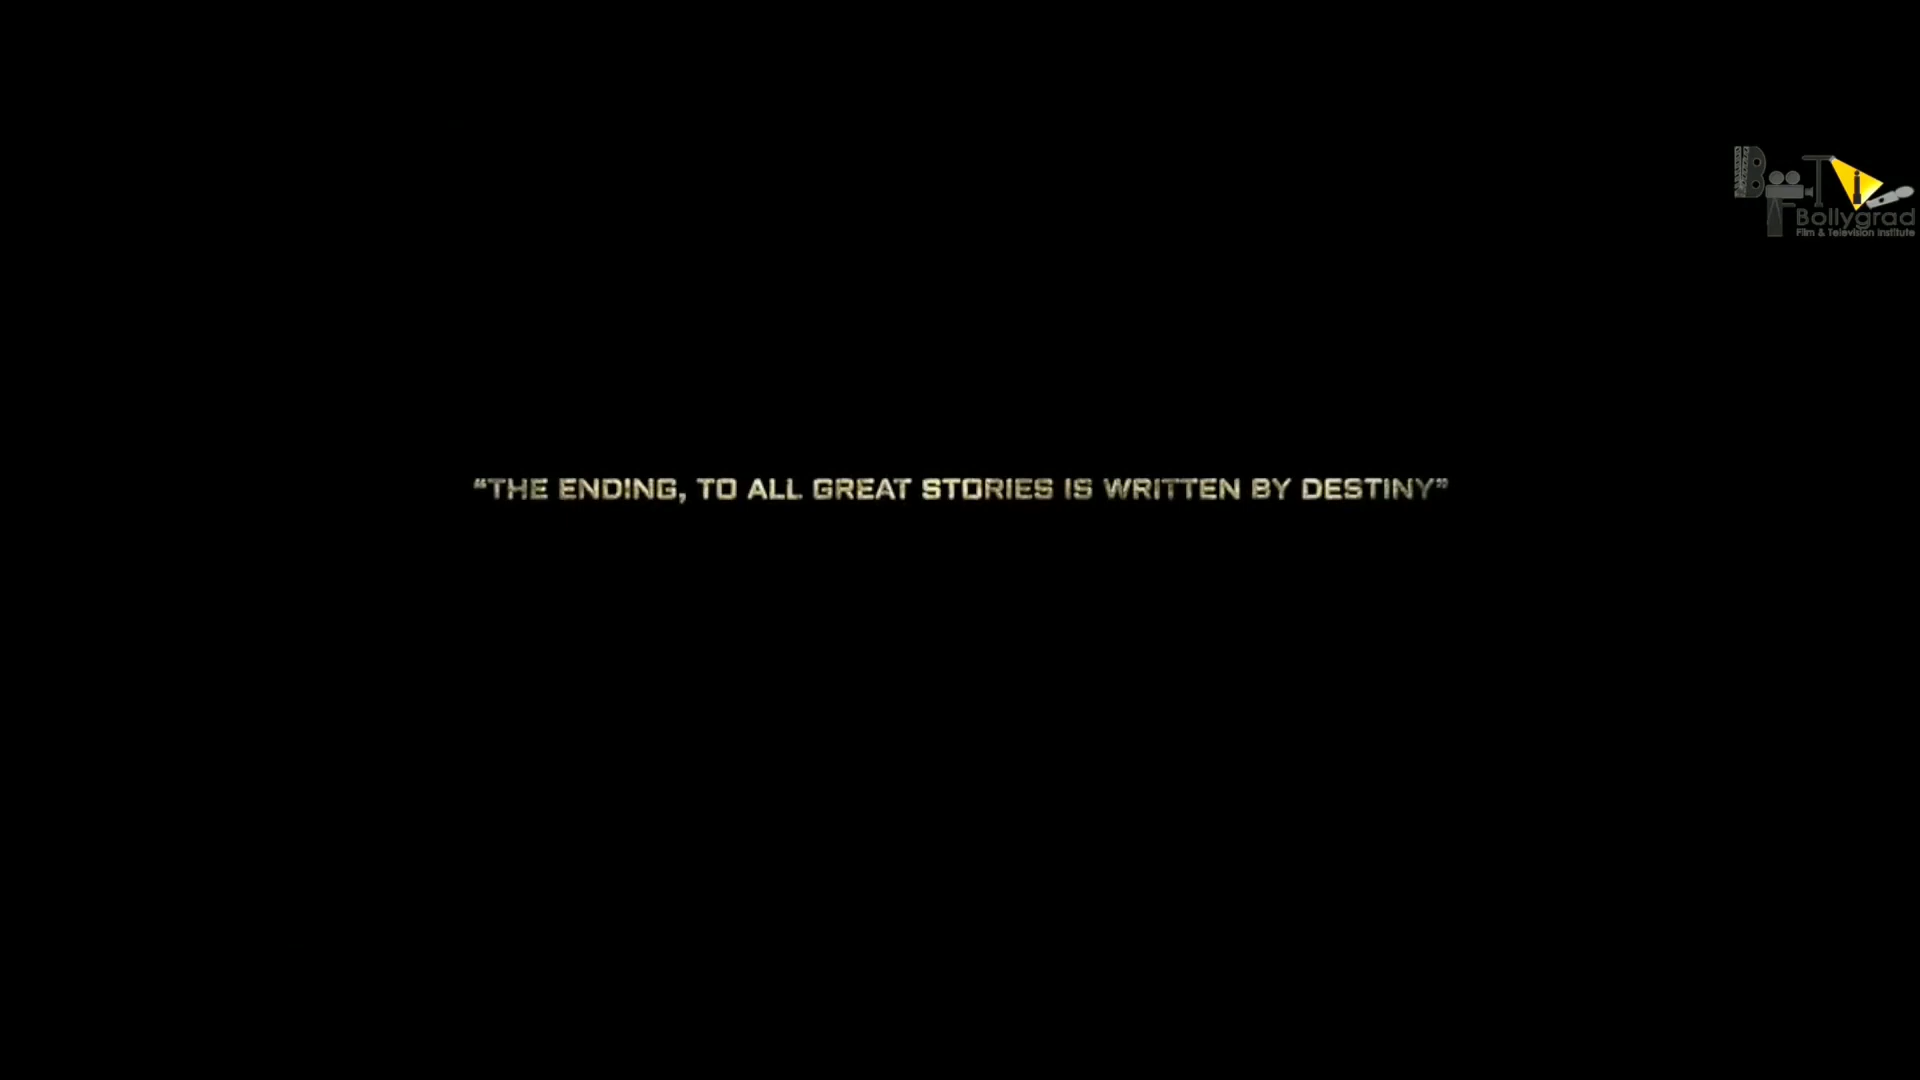 Bollygrad
Film & Television Institute
“THE ENDING, TO ALL GREAT STORIES IS WRITTEN BY DESTINY”